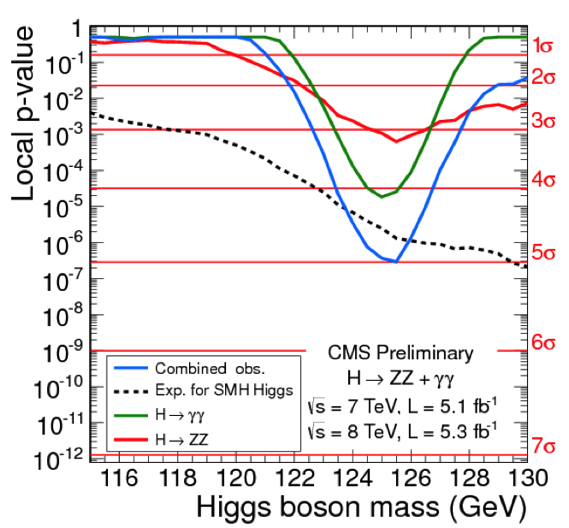 Local p-value
1
10⁻¹
10⁻²
10⁻³
10⁻⁴
10⁻⁵
10⁻⁶
10⁻⁷
10⁻⁸
10⁻⁹
10⁻¹⁰
10⁻¹¹
10⁻¹²
1σ
2σ
3σ
4σ
5σ
6σ
7σ
Combined obs.
Exp. for SMH Higgs
H → γγ
H → ZZ
CMS Preliminary
H → ZZ + γγ
√s = 7 TeV, L = 5.1 fb⁻¹
√s = 8 TeV, L = 5.3 fb⁻¹
116 118 120 122 124 126 128 130
Higgs boson mass (GeV)